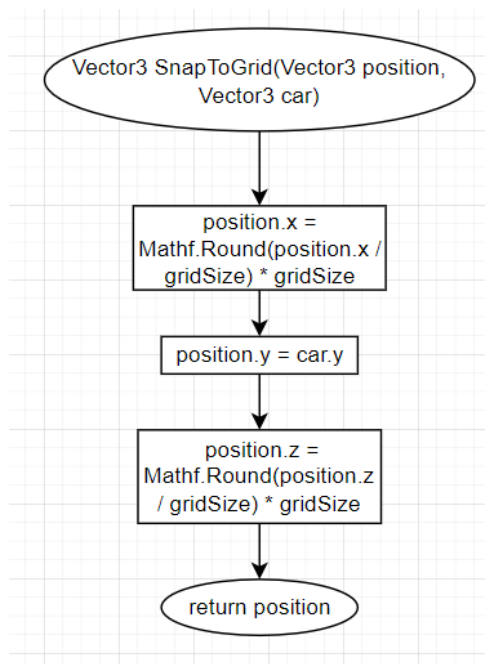 Vector3 SnapToGrid(Vector3 position,
Vector3 car)
position.x =
Mathf.Round(position.x /
gridSize) * gridSize
position.y = car.y
position.z =
Mathf.Round(position.z
/ gridSize) * gridSize
return position